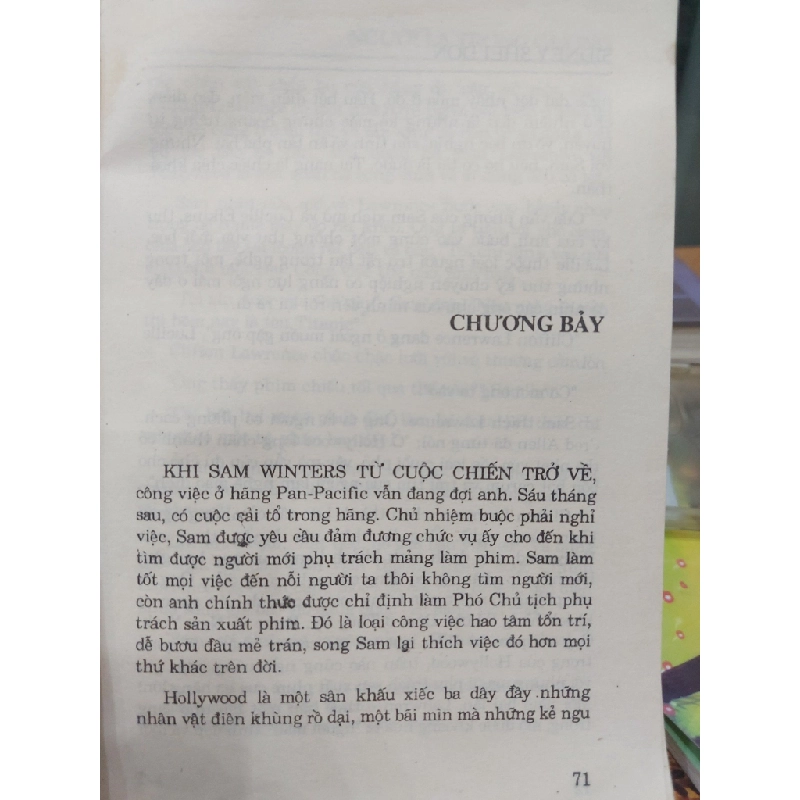 CHƯƠNG BẢY
KHI SAM WINTERS TỪ CUỘC CHIẾN TRỞ VỀ,
công việc ở hãng Pan-Pacific vẫn đang đợi anh. Sáu tháng
sau, có cuộc cải tổ trong hãng. Chủ nhiệm buộc phải nghỉ
việc, Sam được yêu cầu đảm đương chức vụ ấy cho đến khi
tìm được người mới phụ trách mảng làm phim. Sam làm
tốt mọi việc đến nỗi người ta thôi không tìm người mới,
còn anh chính thức được chỉ định làm Phó Chủ tịch phụ
trách sản xuất phim. Đó là loại công việc hao tâm tổn trí,
dễ bươu đầu mẻ trán, song Sam lại thích việc đó hơn mọi
thứ khác trên đời.
Hollywood là một sân khấu xiếc ba dây đầy những
nhân vật điên khùng rồ dại, một bãi mìn mà những kẻ ngu
71